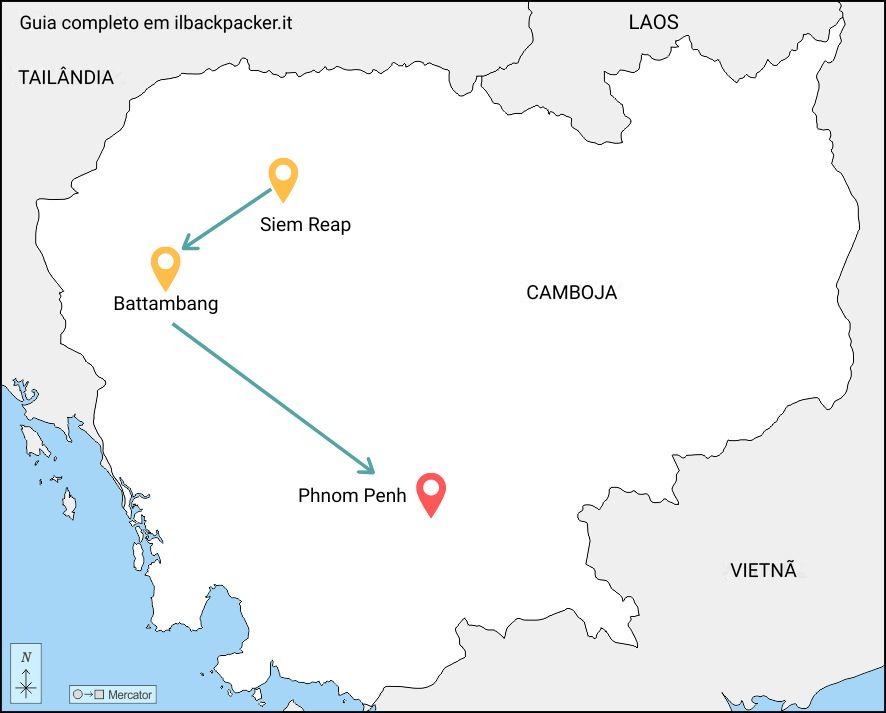 Guia completo em ilbackpacker.it
LAOS
TAILÂNDIA
Siem Reap
CAMBOJA
Battambang
Phnom Penh
VIETNÃ
N
Mercator